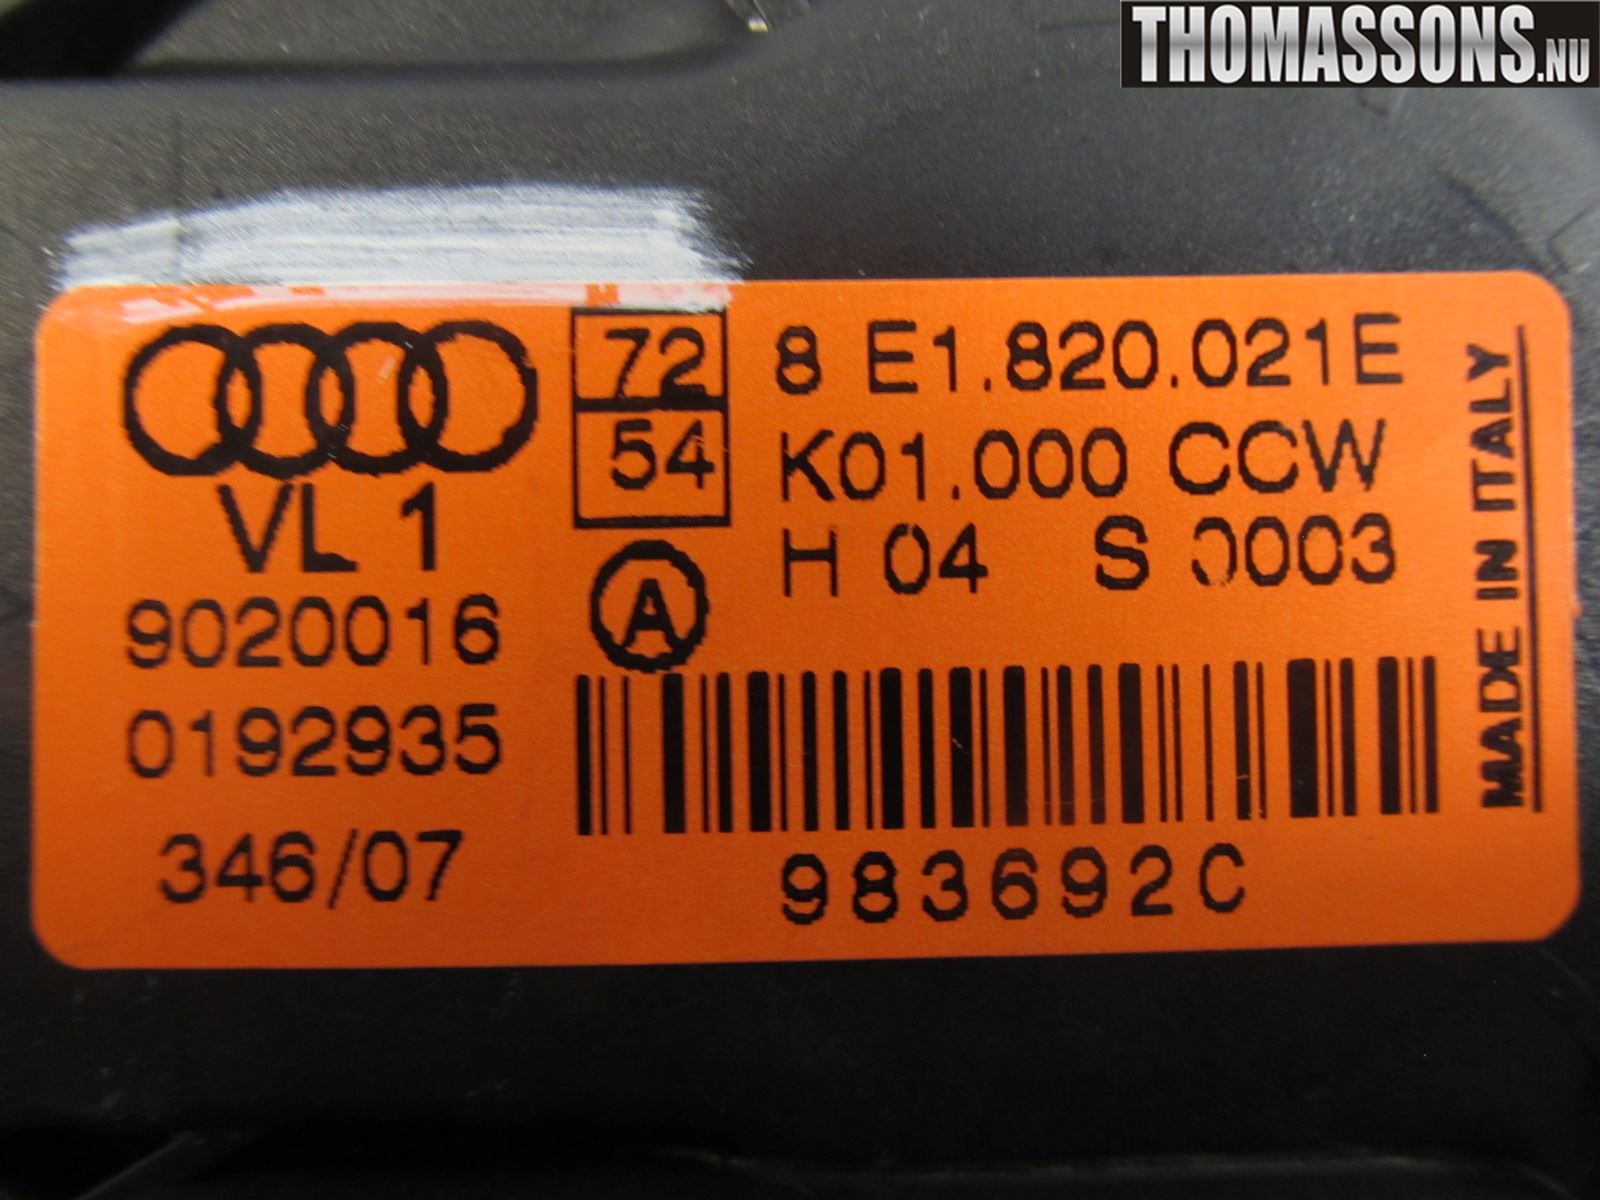 THOMASSONS.NU
72 8 E1.820.021E
54 K01.000 CCW
VL 1
A H 04 S 0003
9020016
0192935
346/07
983692C
MADE IN ITALY